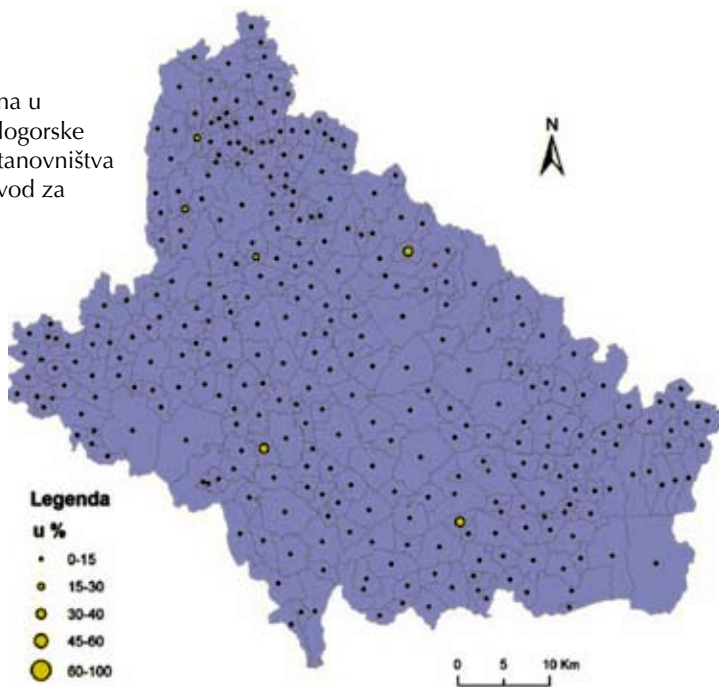 na u
logorske
tanovništva
vod za
N
Legenda
u %
0-15
15-30
30-40
45-60
60-100
0 5 10 Km